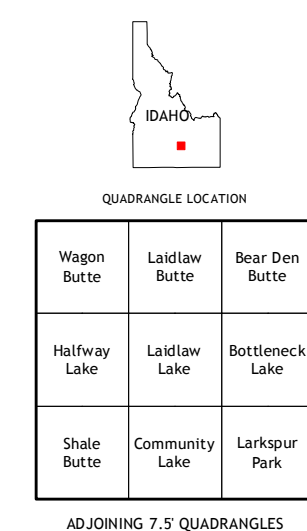 IDAHO
QUADRANGLE LOCATION
Wagon
Butte
Laidlaw
Butte
Bear Den
Butte
Halfway
Lake
Laidlaw
Lake
Bottleneck
Lake
Shale
Butte
Community
Lake
Larkspur
Park
ADJOINING 7.5' QUADRANGLES